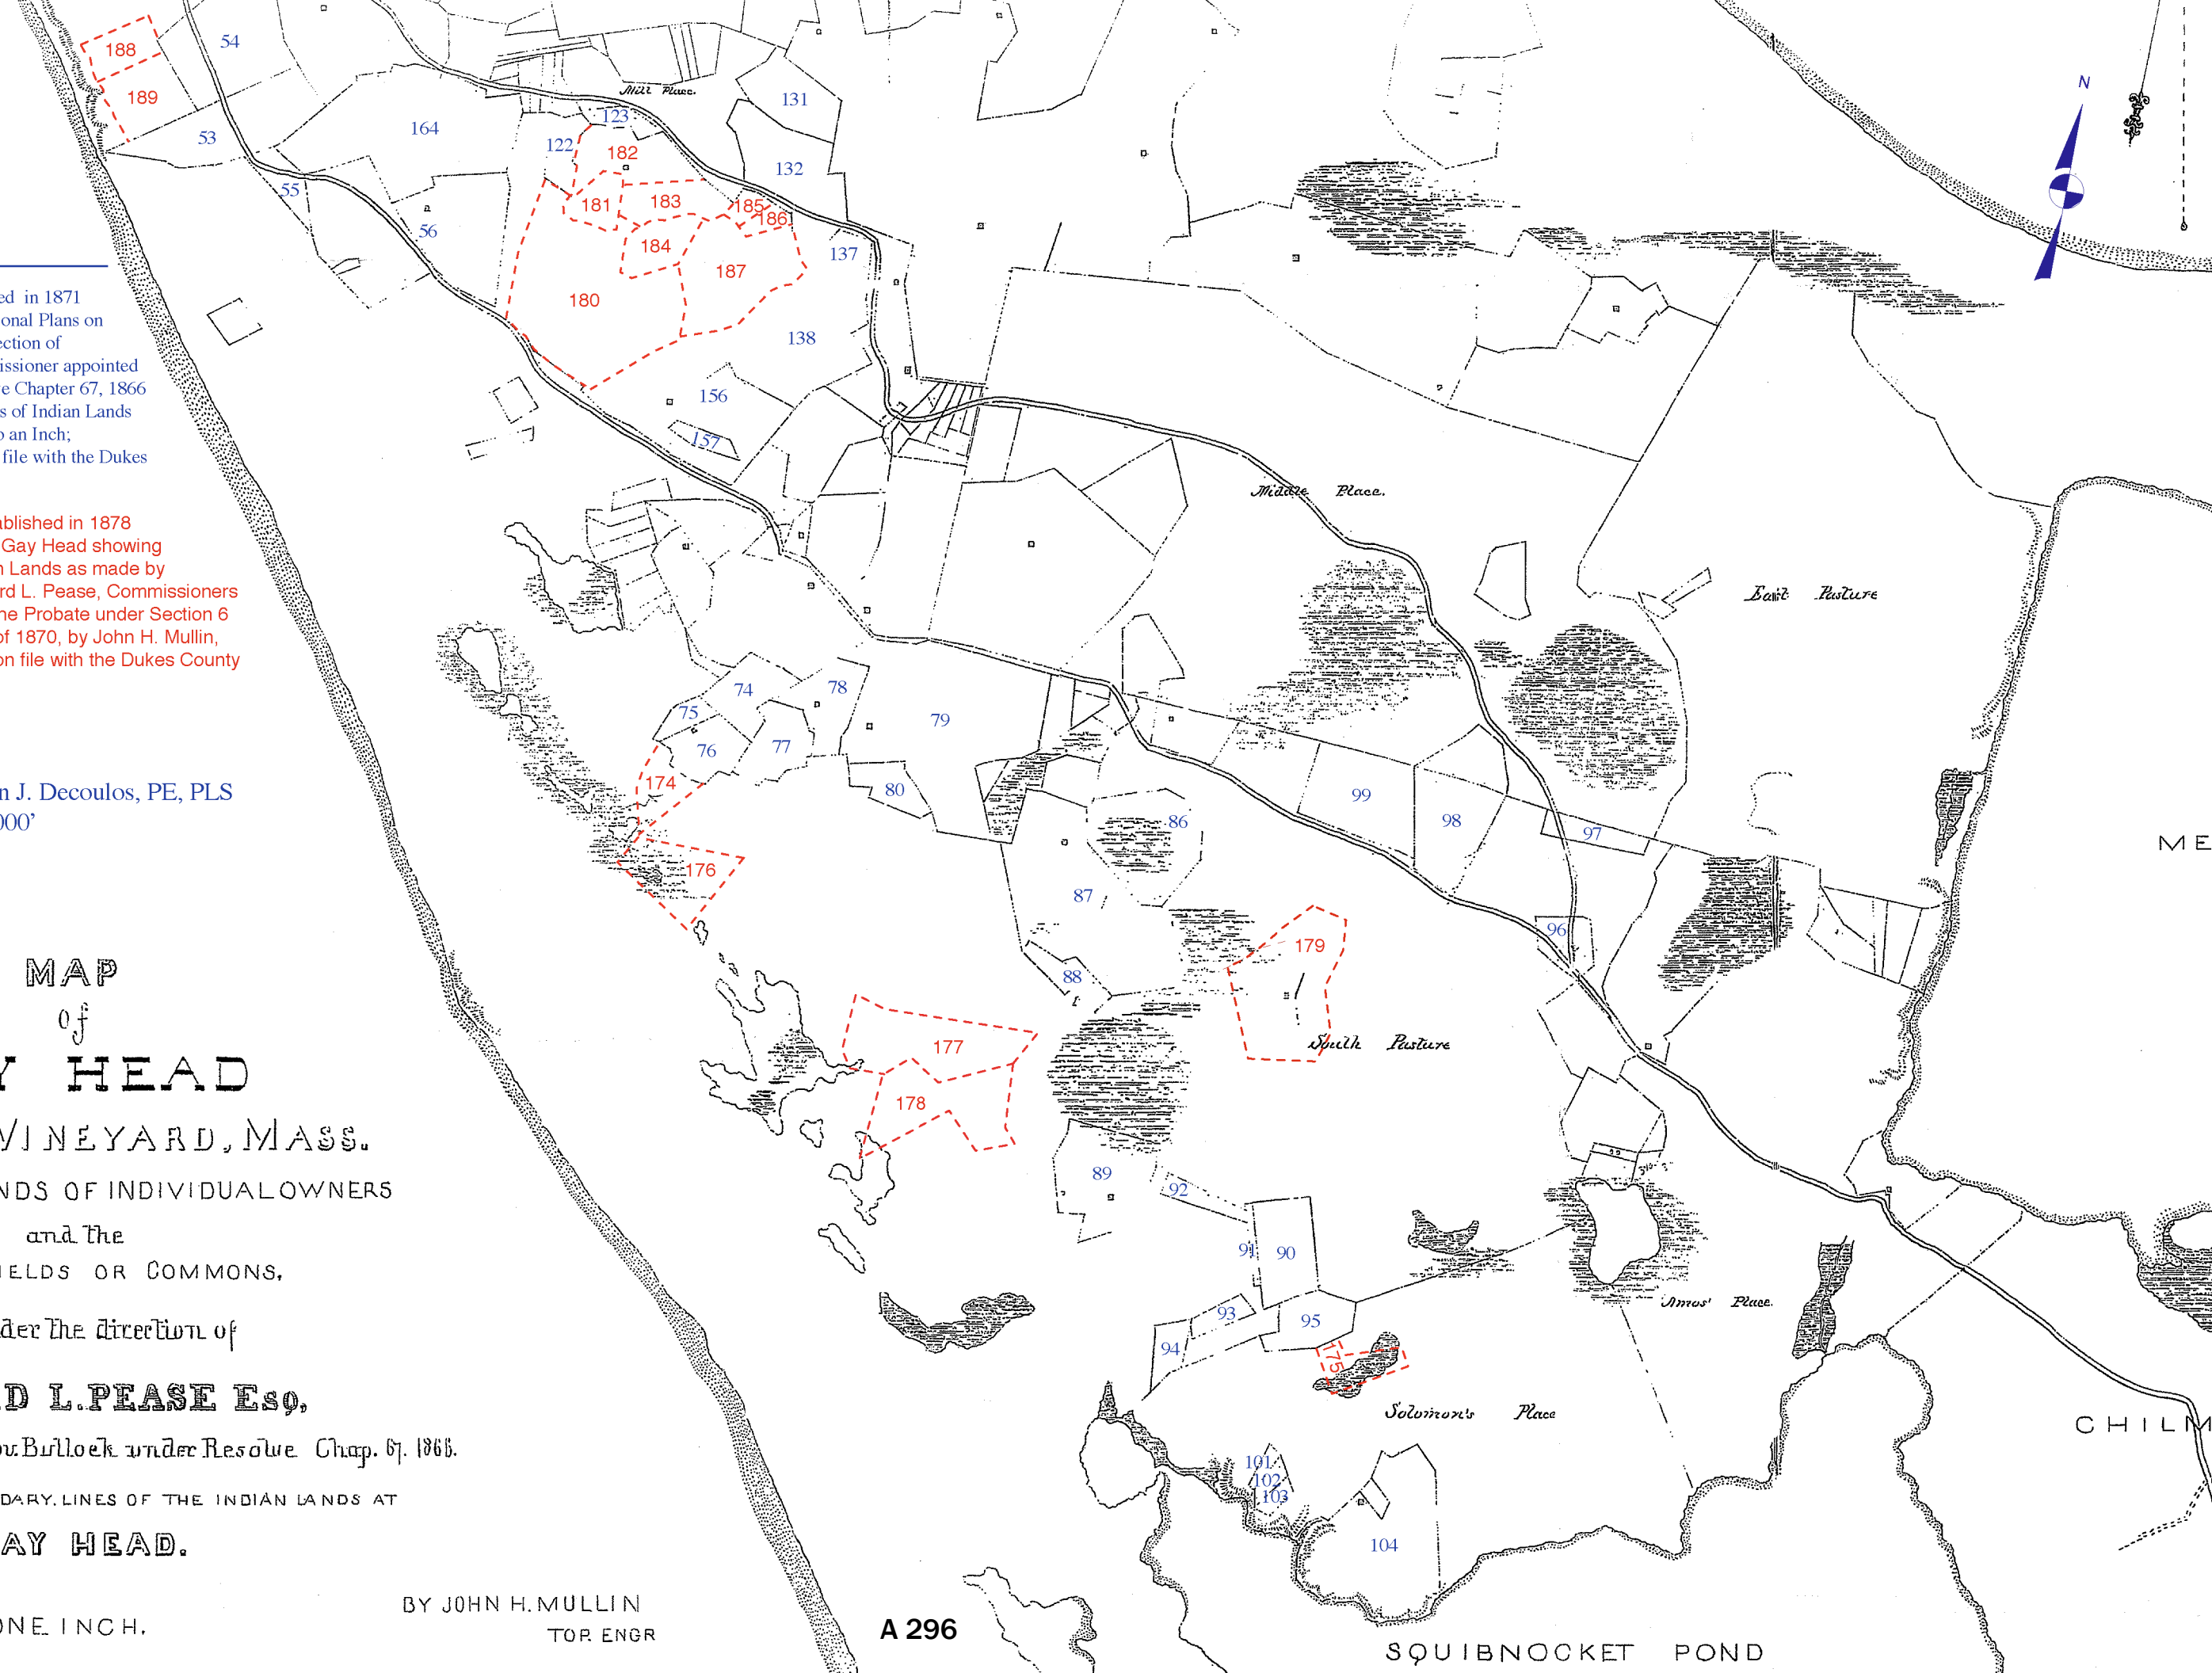 188
54
189
53
164
55
56
Mill Place.
123
122
182
131
132
181
183
185
186
184
187
137
180
138
156
157
N
ed in 1871
onal Plans on
ection of
issioner appointed
e Chapter 67, 1866
s of Indian Lands
o an Inch;
file with the Dukes
ablished in 1878
Gay Head showing
n Lands as made by
rd L. Pease, Commissioners
he Probate under Section 6
of 1870, by John H. Mullin,
on file with the Dukes County
n J. Decoulos, PE, PLS
000’
Middle Place.
East Pasture
74
78
75
79
76
77
174
80
86
99
98
97
176
87
96
88
179
177
South Pasture
178
89
92
91
90
93
95
94
175
Amos' Place.
Solomon's Place
101
102
103
104
ME
CHILM
MAP
of
Y HEAD
VINEYARD, MASS.
NDS OF INDIVIDUAL OWNERS
and the
IELDS OR COMMONS,
der the direction of
D L. PEASE Esq,
ov Bullock under Resolve Chap. 67. 1866.
DARY. LINES OF THE INDIAN LANDS AT
AY HEAD.
BY JOHN H. MULLIN
TOP. ENGR
ONE INCH.
A 296
SQUIBNOCKET POND